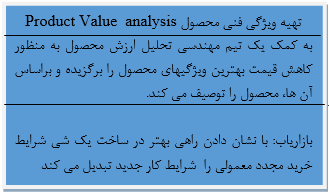 تهیه ویژگی فنی محصول Product Value analysis
به کمک یک تیم مهندسی تحلیل ارزش محصول به منظور
کاهش قیمت بهترین ویژگیهای محصول را برگزیده و براساس
آن ها، محصول را توصیف می کند.
بازاریاب: با نشان دادن راهی بهتر در ساخت یک شی شرایط
خرید مجدد معمولی را شرایط کار جدید تبدیل می کند